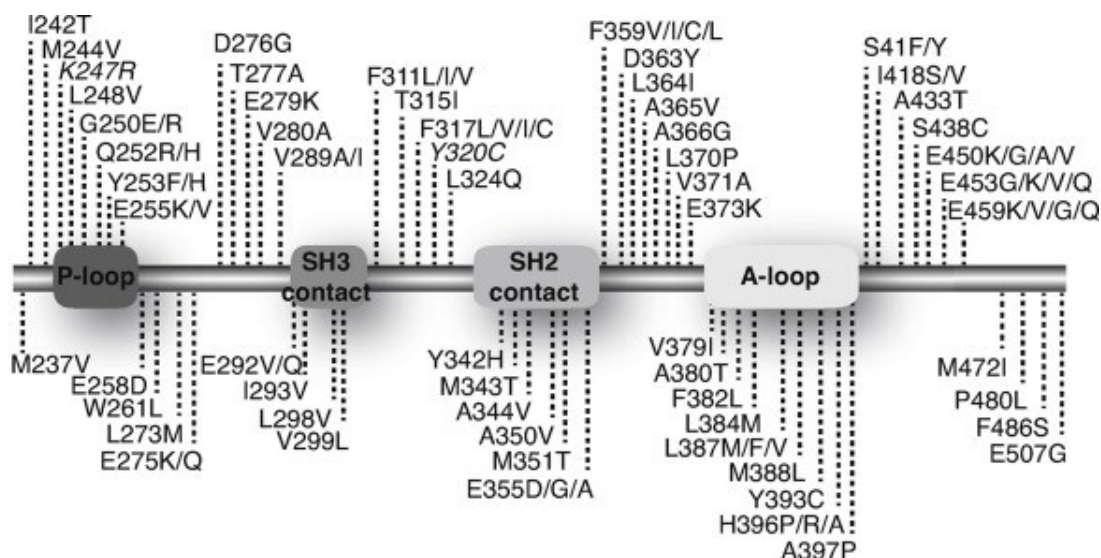 I242T
M244V
K247R
L248V
G250E/R
Q252R/H
Y253F/H
E255K/V
D276G
T277A
E279K
V280A
V289A/I
F311L/I/V
T315I
F317L/V/I/C
Y320C
L324Q
F359V/I/C/L
D363Y
L364I
A365V
A366G
L370P
V371A
E373K
S41F/Y
I418S/V
A433T
S438C
E450K/G/A/V
E453G/K/V/Q
E459K/V/G/Q
P-loop
SH3
contact
SH2
contact
A-loop
M237V
E258D
W261L
L273M
E275K/Q
E292V/Q
I293V
L298V
V299L
Y342H
M343T
A344V
A350V
M351T
E355D/G/A
V379I
A380T
F382L
L384M
L387M/F/V
M388L
Y393C
H396P/R/A
A397P
M472I
P480L
F486S
E507G